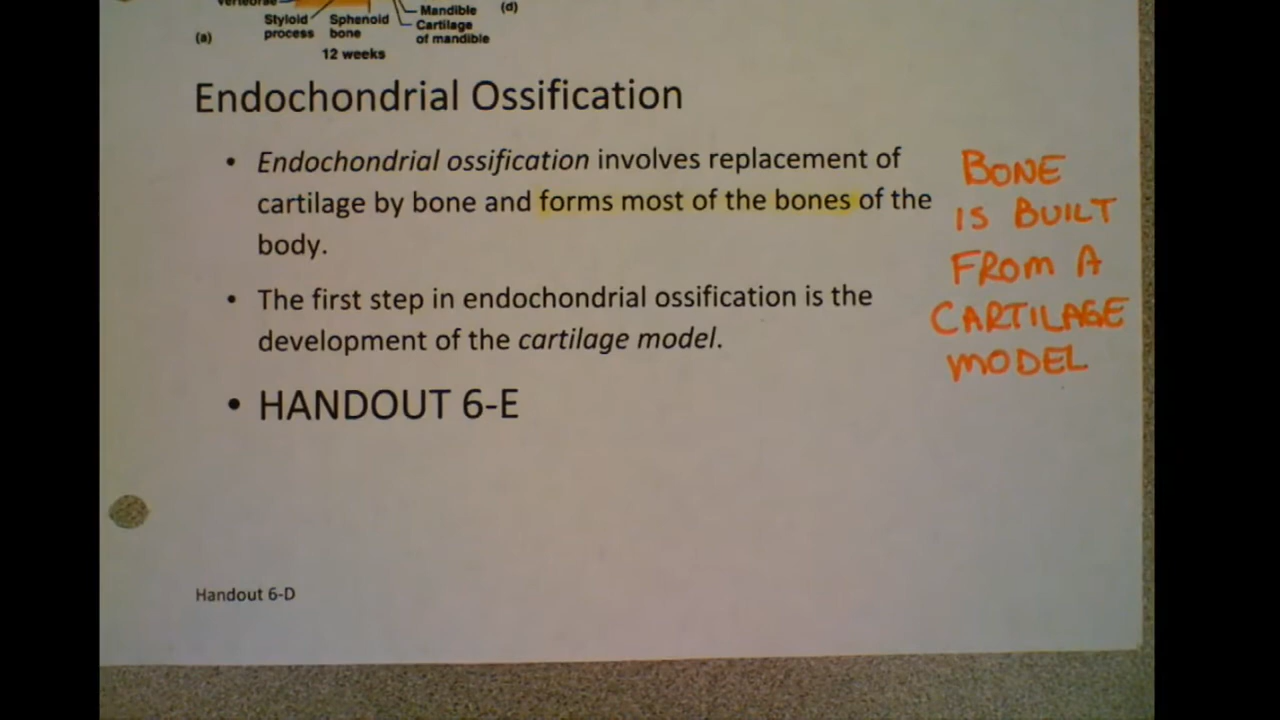 Vertebrae
Styloid process
Sphenoid bone
Mandible
Cartilage of mandible
(d)
(a)
12 weeks
Endochondrial Ossification
• Endochondrial ossification involves replacement of
cartilage by bone and forms most of the bones of the
body.
• The first step in endochondrial ossification is the
development of the cartilage model.
• HANDOUT 6-E
BONE
IS BUILT
FROM A
CARTILAGE
MODEL
Handout 6-D